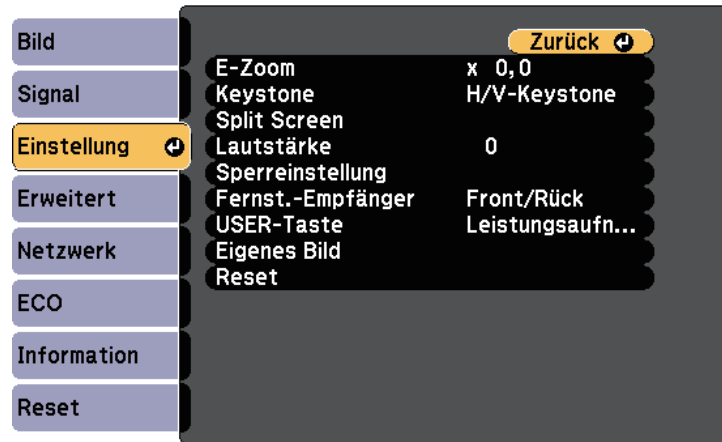 Bild
Signal
Einstellung
Erweitert
Netzwerk
ECO
Information
Reset
Zurück
E-Zoom x 0,0
Keystone H/V-Keystone
Split Screen
Lautstärke 0
Sperreinstellung
Fernst.-Empfänger Front/Rück
USER-Taste Leistungsaufn...
Eigenes Bild
Reset